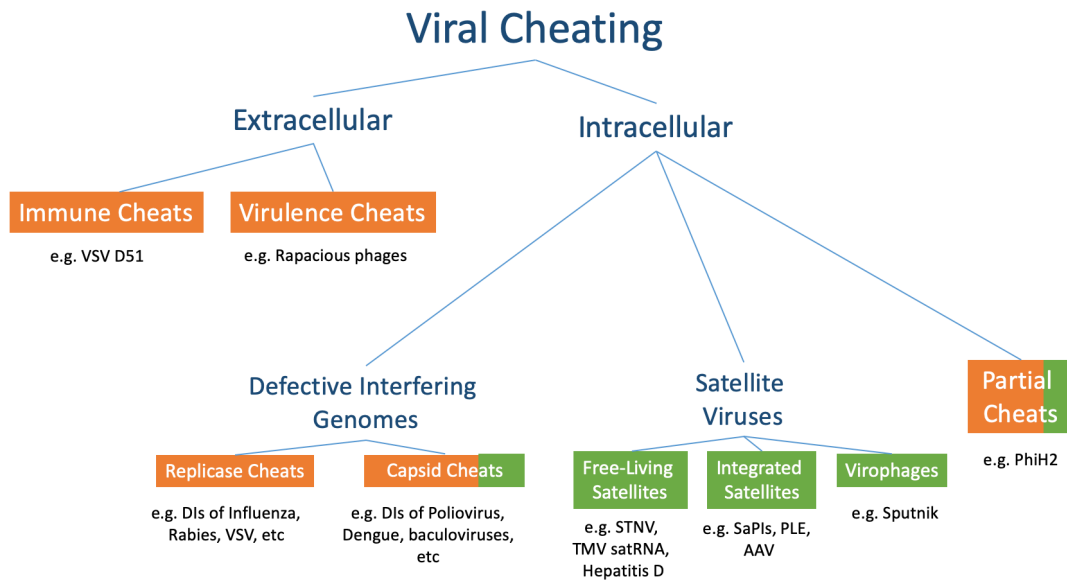 Viral Cheating
Extracellular
Intracellular
Immune Cheats
Virulence Cheats
e.g. VSV D51
e.g. Rapacious phages
Defective Interfering
Genomes
Satellite
Viruses
Partial
Cheats
e.g. PhiH2
Replicase Cheats
Capsid Cheats
Free-Living
Satellites
Integrated
Satellites
Virophages
e.g. DIs of Influenza,
Rabies, VSV, etc
e.g. DIs of Poliovirus,
Dengue, baculoviruses,
etc
e.g. STNV,
TMV satRNA,
Hepatitis D
e.g. SaPIs, PLE,
AAV
e.g. Sputnik